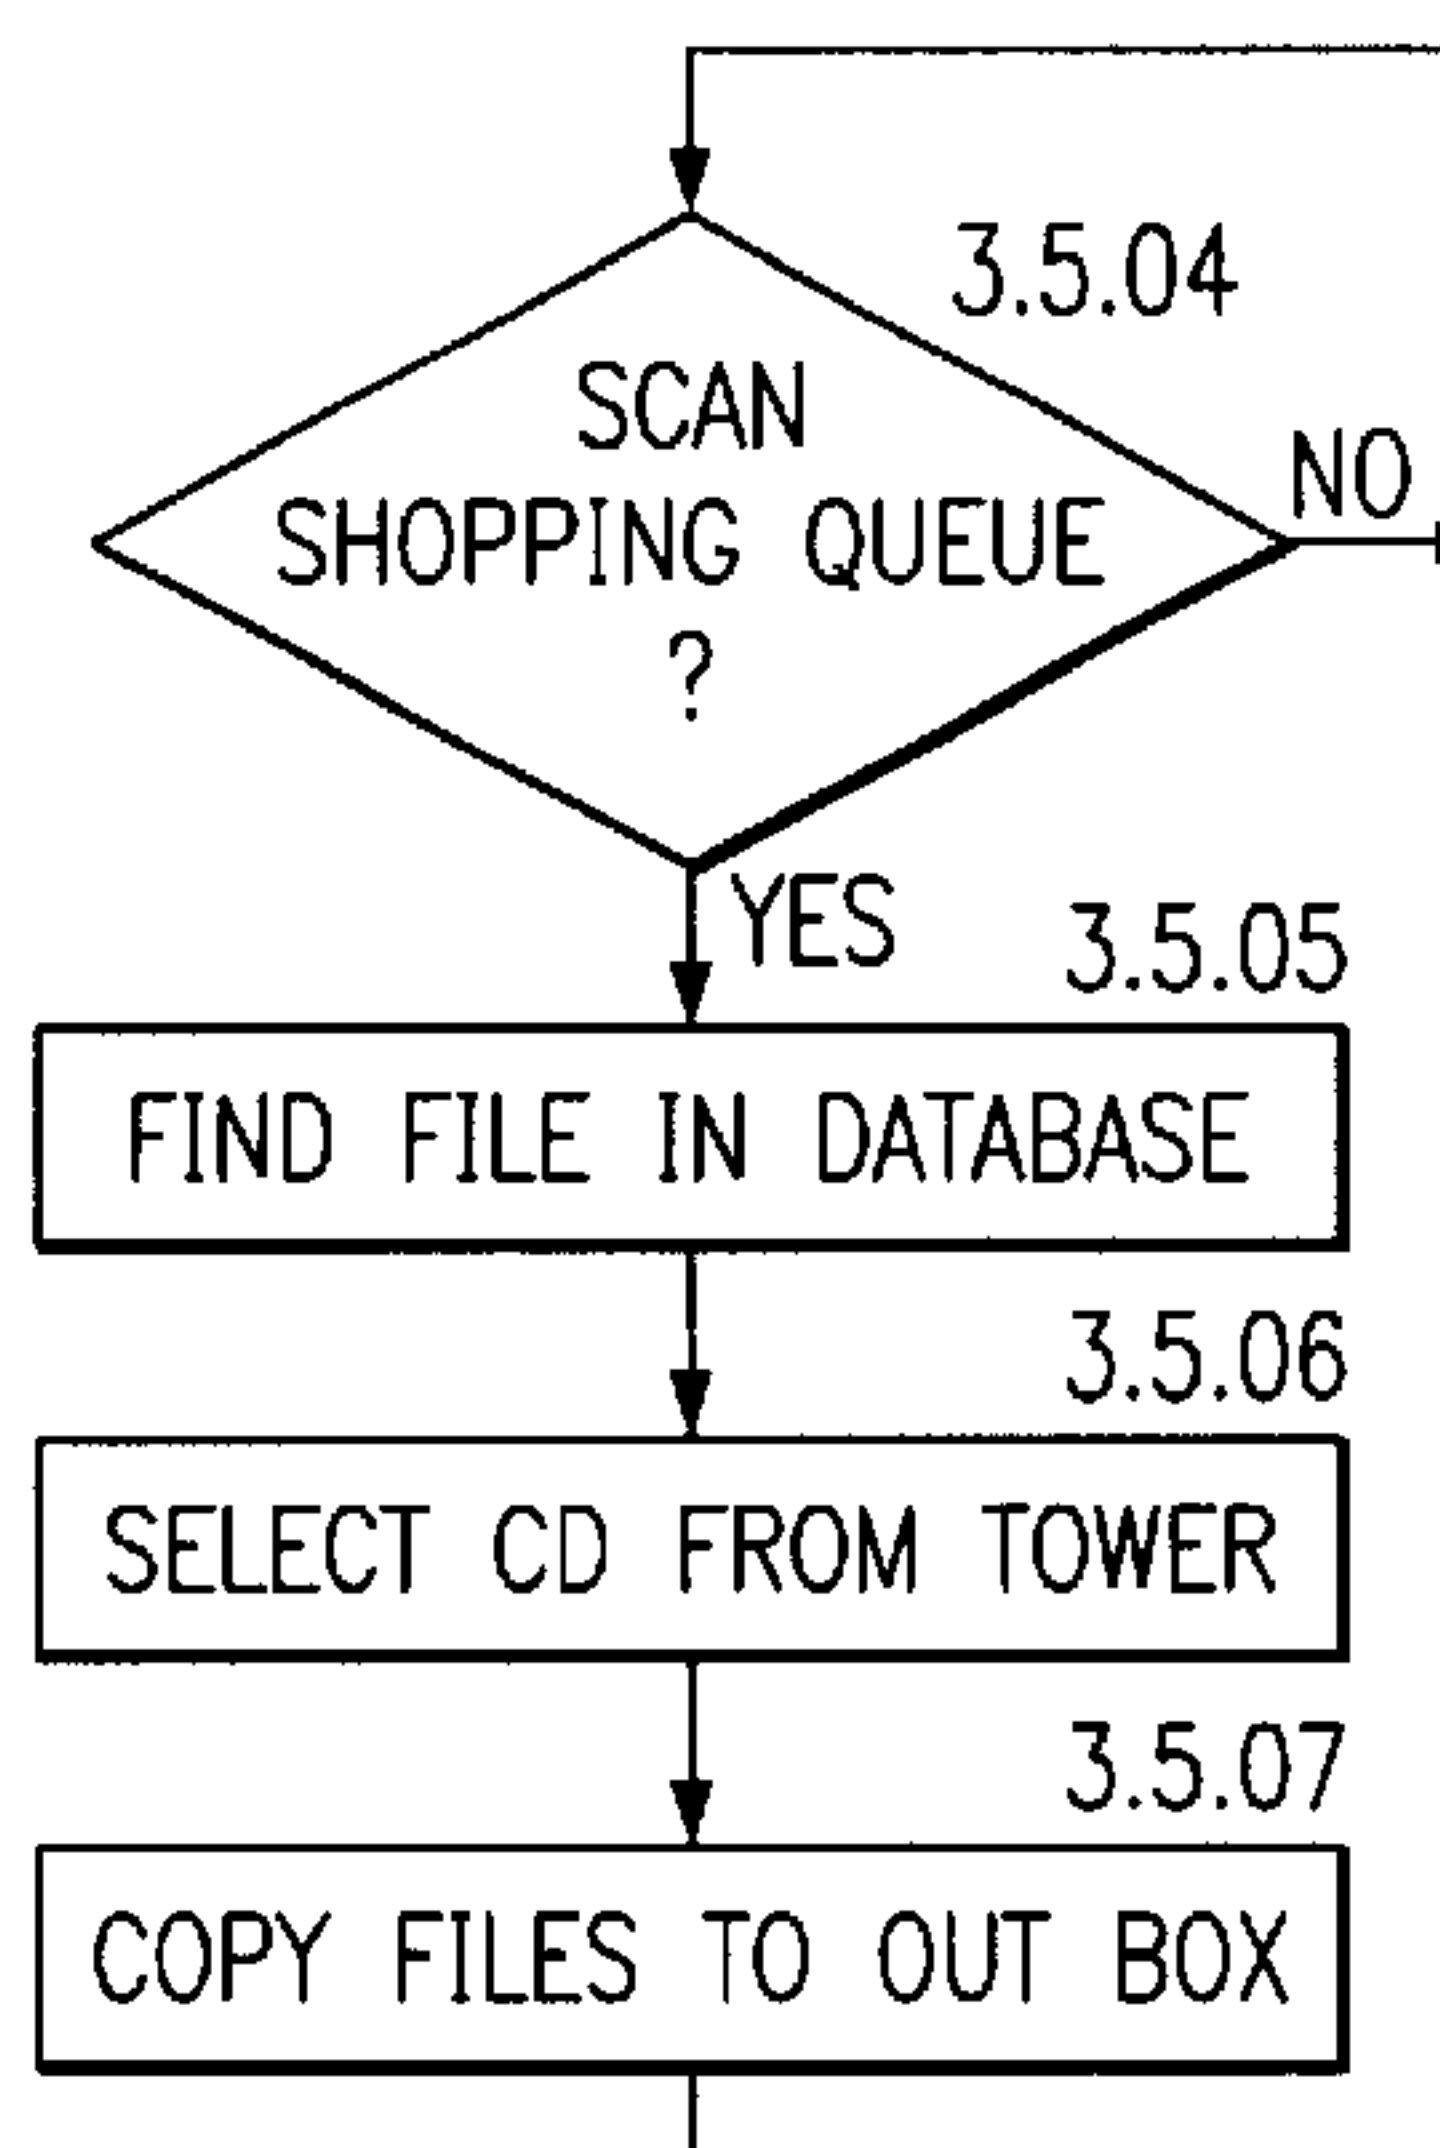 3.5.04
SCAN
SHOPPING QUEUE
?
NO
YES
3.5.05
FIND FILE IN DATABASE
3.5.06
SELECT CD FROM TOWER
3.5.07
COPY FILES TO OUT BOX